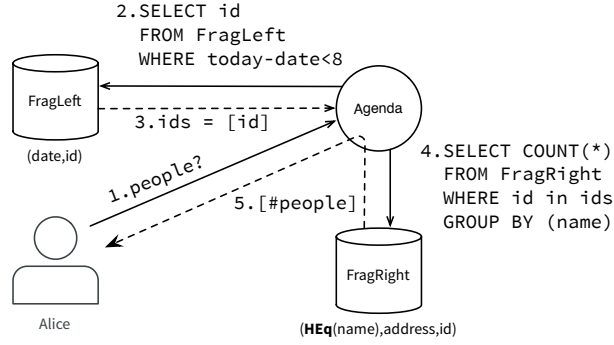 2.SELECT id
FROM FragLeft
WHERE today-date<8
FragLeft
Agenda
3.ids = [id]
(date,id)
1.people?
4.SELECT COUNT(*)
FROM FragRight
WHERE id in ids
GROUP BY (name)
5.[#people]
FragRight
Alice
(HEq(name),address,id)